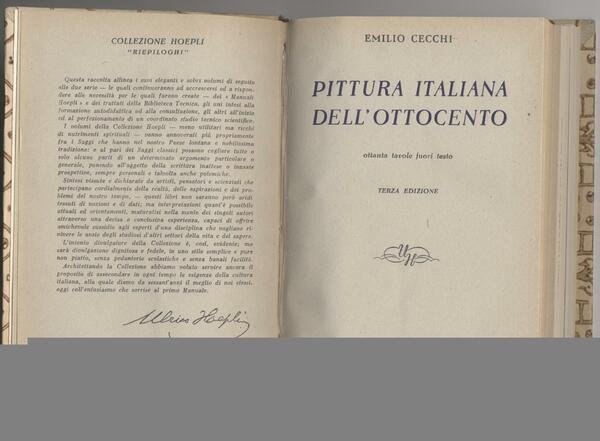 COLLEZIONE HOEPLI
"RIEPILOGHI"
Questa raccolta allinea i suoi eleganti e sobri volumi di seguito
alle due serie — le quali continueranno ad accrescersi od a rispon-
dere alle necessità per le quali furono create — dei « Manuali
Hoepli » e dei trattati della Biblioteca Tecnica, gli uni intesi alla
formazione autodidattica od alla consultazione, gli altri all'inizio
ed al perfezionamento di un coordinato studio tecnico scientifico.
I volumi della Collezione Hoepli — meno utilitari ma ricchi
di nutrimenti spirituali — vanno annoverati più propriamente
fra i Saggi che hanno nel nostro Paese lontana e nobilissima
tradizione: e al pari dei Saggi classici possono cogliere tutto o
solo alcune parti di un determinato argomento particolare o
generale, ponendo all'oggetto della scrittura inattese o inusate
prospettive, sempre personali e talvolta anche polemiche.
Sintesi vissute e dichiarate da artisti, pensatori e scienziati che
partecipano cordialmente della realtà, delle aspirazioni e dei pro-
blemi del nostro tempo, — questi libri non saranno però aridi
tessuti di nozioni e di dati; ma interpretazioni quant'è possibile
attuali ed orientamenti, maturatisi nella mente dei singoli autori
attraverso una decisa e conclusiva esperienza, capaci di offrire
amichevole sussidio agli esperti d'una disciplina che vogliano ri-
vivere le ansie degli studiosi d'altri settori della vita e del sapere.
L'intento divulgatore della Collezione è, così, evidente; ma
sarà divulgazione dignitosa e fedele, in uno stile semplice e pure
non piatto, senza pedanterie scolastiche e senza banali facilità.
Architettando la Collezione abbiamo voluto servire ancora il
proposito di assecondare in ogni tempo le esigenze della cultura
italiana, alla quale diamo da sessant'anni il meglio di noi stessi,
oggi coll'entusiasmo che sorrise al primo Manuale.
Ulrico Hoepli
EMILIO CECCHI
PITTURA ITALIANA
DELL'OTTOCENTO
ottanta tavole fuori testo
TERZA EDIZIONE